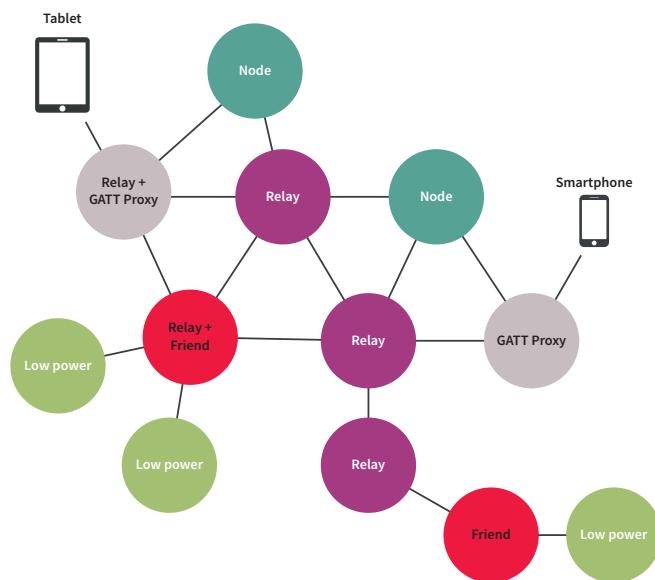 Tablet
Node
Relay +
GATT Proxy
Relay
Node
Smartphone
Relay +
Friend
Relay
GATT Proxy
Low power
Low power
Relay
Friend
Low power